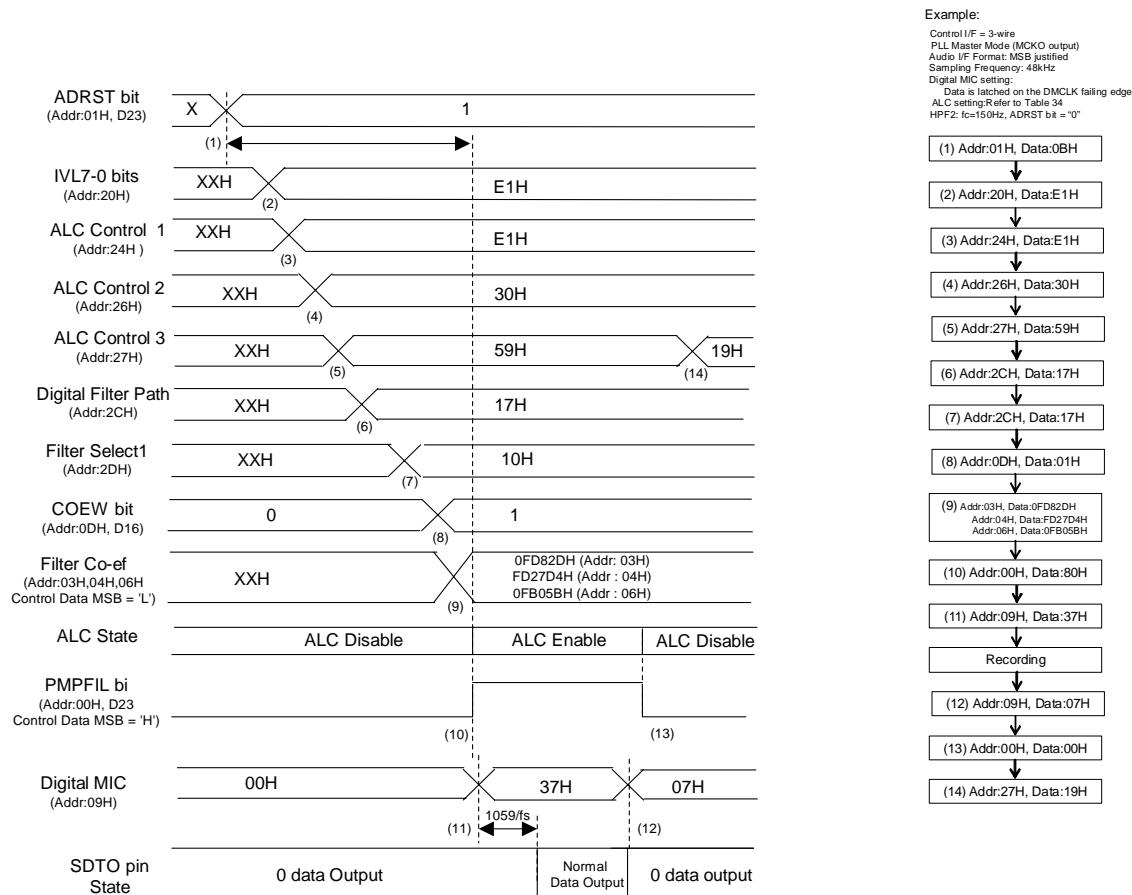 Example:
Control I/F = 3-wire
PLL Master Mode (MCKO output)
Audio I/F Format: MSB justified
Sampling Frequency: 48kHz
Digital MIC setting:
Data is latched on the DMCLK failing edge
ALC setting:Refer to Table 34
HPF2: fc=150Hz, ADRST bit = “0”
ADRST bit
(Addr:01H, D23)
X
1
(1)
IVL7-0 bits
(Addr:20H)
XXH
E1H
(2)
ALC Control 1
(Addr:24H )
XXH
E1H
(3)
ALC Control 2
(Addr:26H)
XXH
30H
(4)
ALC Control 3
(Addr:27H)
XXH
59H
19H
(5)
(14)
Digital Filter Path
(Addr:2CH)
XXH
17H
(6)
Filter Select1
(Addr:2DH)
XXH
10H
(7)
COEW bit
(Addr:0DH, D16)
0
1
(8)
Filter Co-ef
(Addr:03H,04H,06H
Control Data MSB = 'L')
XXH
0FD82DH (Addr: 03H)
FD27D4H (Addr : 04H)
0FB05BH (Addr : 06H)
(9)
ALC State
ALC Disable
ALC Enable
ALC Disable
PMPFIL bi
(Addr:00H, D23
Control Data MSB = 'H')
(10)
(13)
Digital MIC
(Addr:09H)
00H
37H
07H
(11)
1059/fs
(12)
SDTO pin
State
0 data Output
Normal
Data Output
0 data output
(1) Addr:01H, Data:0BH
(2) Addr:20H, Data:E1H
(3) Addr:24H, Data:E1H
(4) Addr:26H, Data:30H
(5) Addr:27H, Data:59H
(6) Addr:2CH, Data:17H
(7) Addr:2CH, Data:17H
(8) Addr:0DH, Data:01H
(9) Addr:03H, Data:0FD82DH
Addr:04H, Data:FD27D4H
Addr:06H, Data:0FB05BH
(10) Addr:00H, Data:80H
(11) Addr:09H, Data:37H
Recording
(12) Addr:09H, Data:07H
(13) Addr:00H, Data:00H
(14) Addr:27H, Data:19H